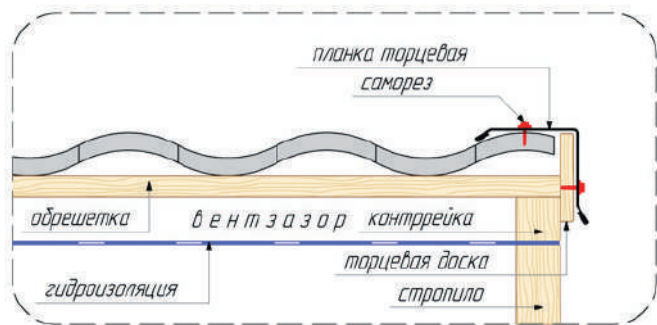 планка торцевая
саморез
обрешетка
вентзазор
контррейка
торцевая доска
гидроизоляция
стропило